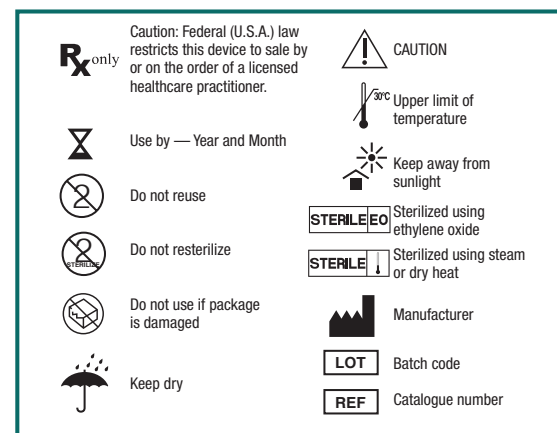 Rx only
Caution: Federal (U.S.A.) law
restricts this device to sale by
or on the order of a licensed
healthcare practitioner.
Use by — Year and Month
2
Do not reuse
2
STERILIZE
Do not resterilize
Do not use if package
is damaged
Keep dry
!
CAUTION
30°C
Upper limit of
temperature
Keep away from
sunlight
STERILE EO
Sterilized using
ethylene oxide
STERILE
Sterilized using steam
or dry heat
Manufacturer
LOT
Batch code
REF
Catalogue number